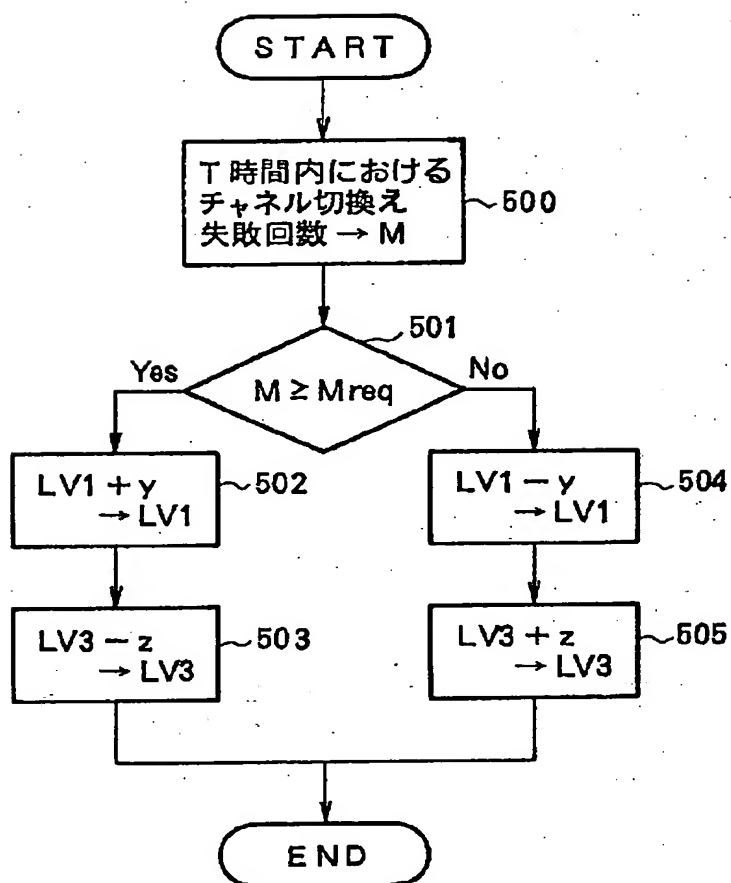 START
T時間内における
チャネル切換え
失敗回数 → M
500
501
Yes
No
M ≥ Mreq
LV1 + y
→ LV1
502
LV1 − y
→ LV1
504
LV3 − z
→ LV3
503
LV3 + z
→ LV3
505
END